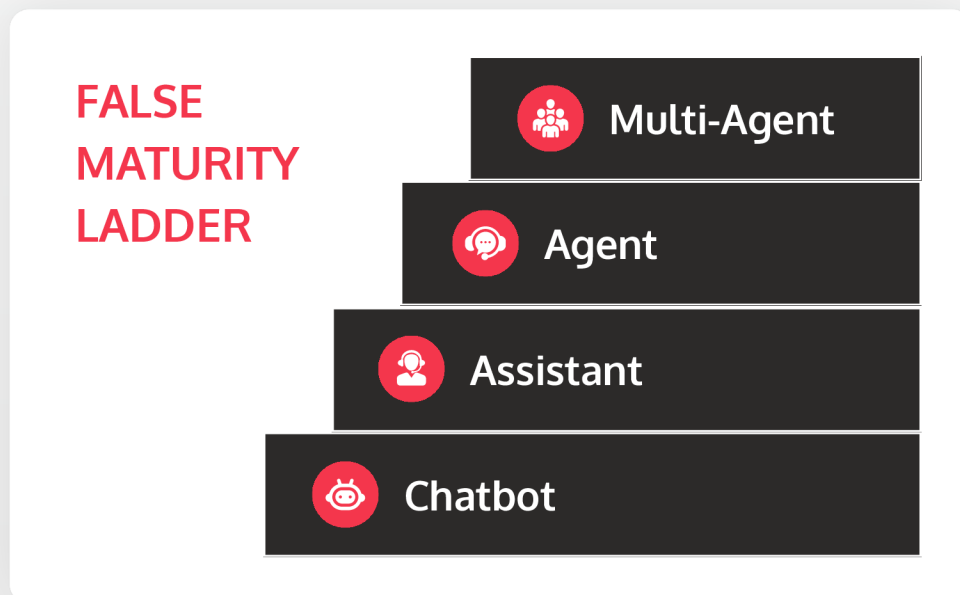 FALSE
MATURITY
LADDER
Multi-Agent
Agent
Assistant
Chatbot